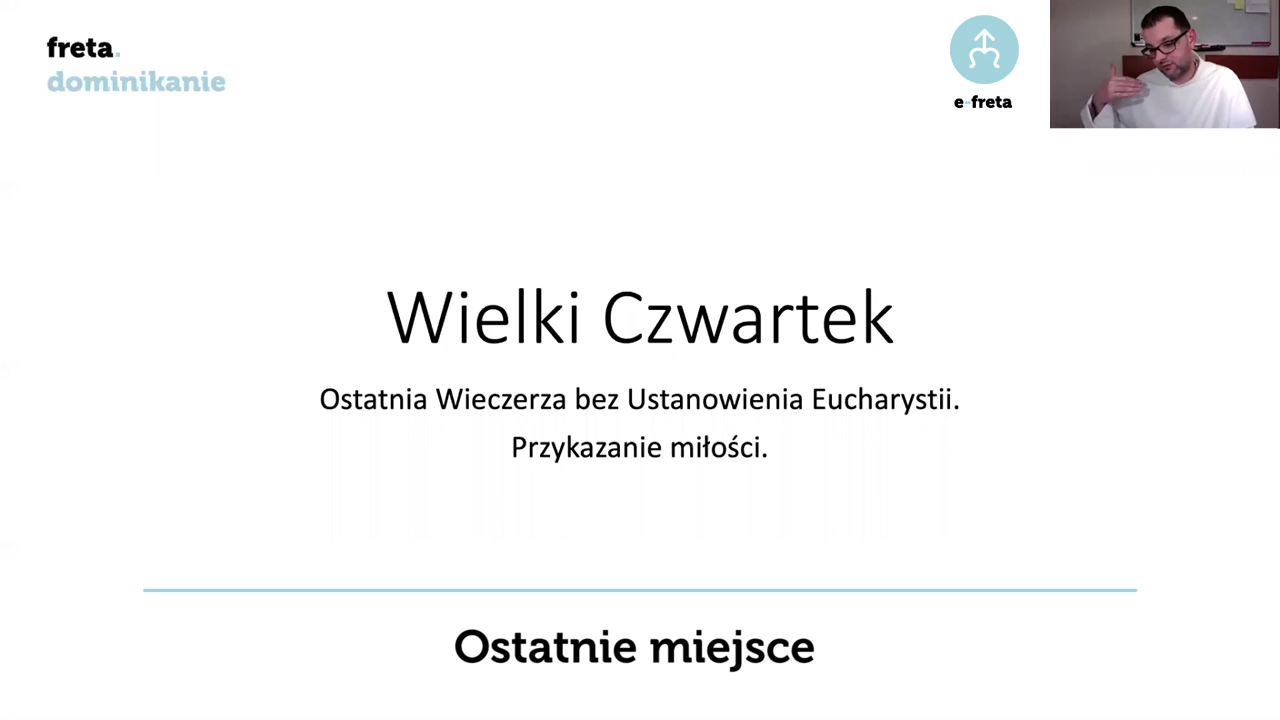 freta.
dominikanie
e-freta
Wielki Czwartek
Ostatnia Wieczerza bez Ustanowienia Eucharystii.
Przykazanie miłości.
Ostatnie miejsce